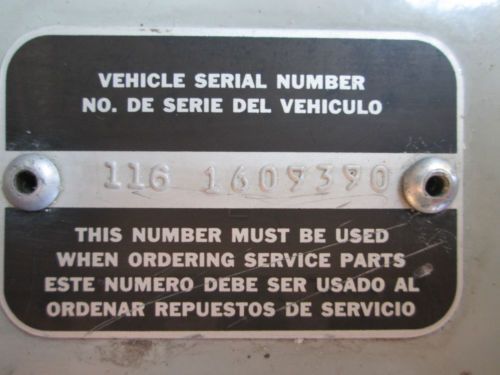 VEHICLE SERIAL NUMBER
NO. DE SERIE DEL VEHICULO
116 1609390
THIS NUMBER MUST BE USED
WHEN ORDERING SERVICE PARTS
ESTE NUMERO DEBE SER USADO AL
ORDENAR REPUESTOS DE SERVICIO